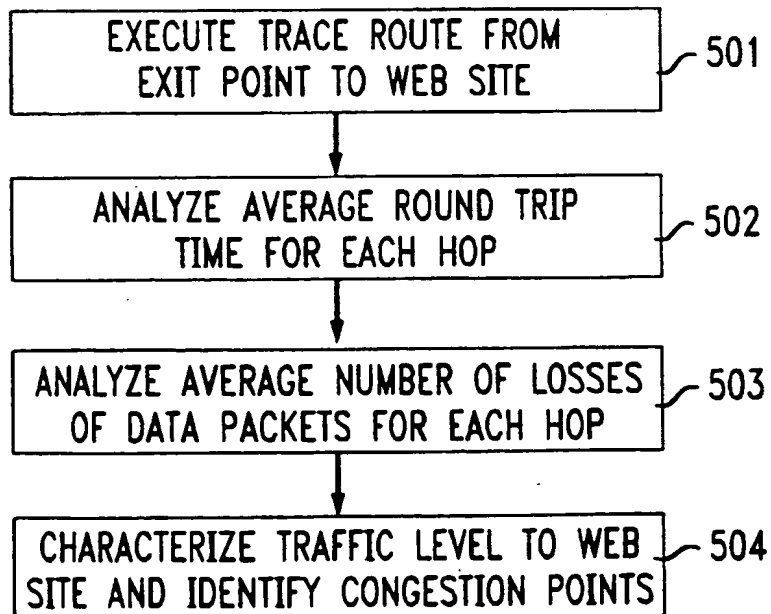 EXECUTE TRACE ROUTE FROM
EXIT POINT TO WEB SITE
501
ANALYZE AVERAGE ROUND TRIP
TIME FOR EACH HOP
502
ANALYZE AVERAGE NUMBER OF LOSSES
OF DATA PACKETS FOR EACH HOP
503
CHARACTERIZE TRAFFIC LEVEL TO WEB
SITE AND IDENTIFY CONGESTION POINTS
504